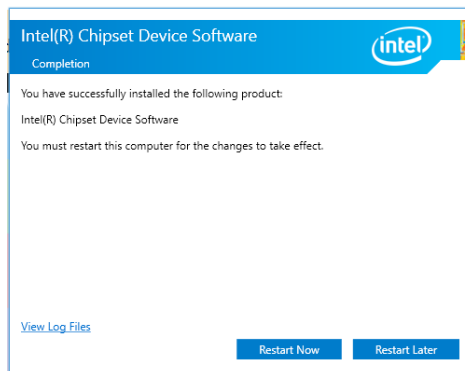 Intel(R) Chipset Device Software
intel
Completion
You have successfully installed the following product:
Intel(R) Chipset Device Software
You must restart this computer for the changes to take effect.
View Log Files
Restart Now
Restart Later